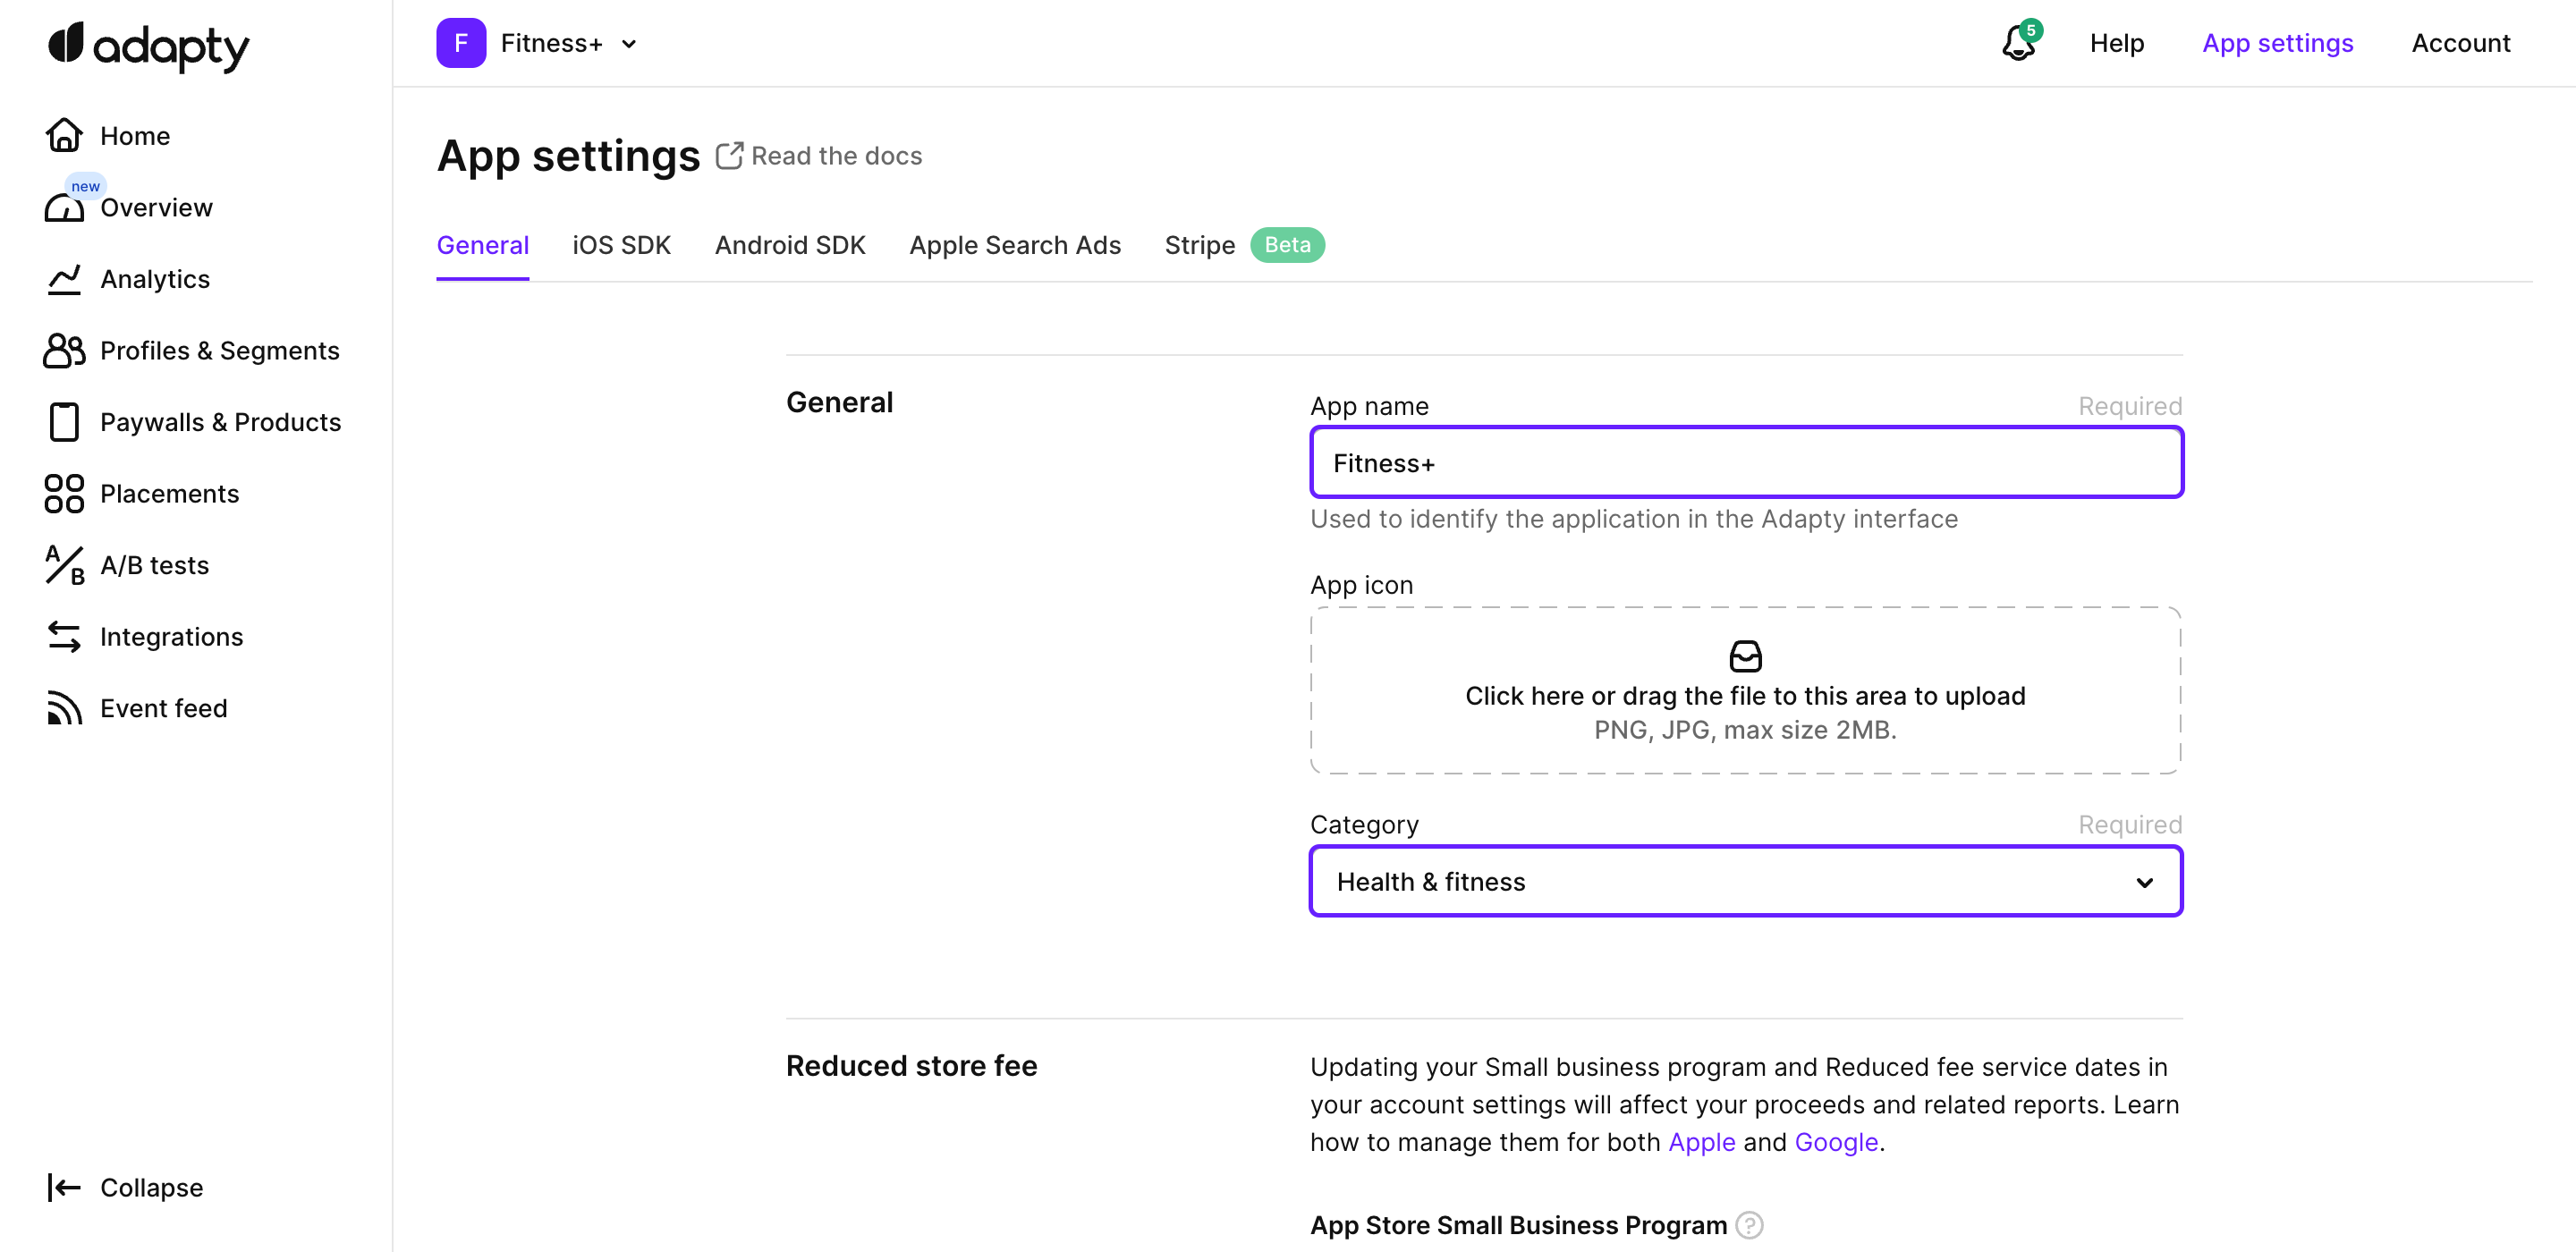 adapty
F Fitness+
5
Help
App settings
Account
Home
new
Overview
Analytics
Profiles & Segments
Paywalls & Products
Placements
A/B
A/B tests
Integrations
Event feed
Collapse
App settings
Read the docs
General
iOS SDK
Android SDK
Apple Search Ads
Stripe
Beta
General
App name
Required
Fitness+
Used to identify the application in the Adapty interface
App icon
Click here or drag the file to this area to upload
PNG, JPG, max size 2MB.
Category
Required
Health & fitness
Reduced store fee
Updating your Small business program and Reduced fee service dates in
your account settings will affect your proceeds and related reports. Learn
how to manage them for both Apple and Google.
App Store Small Business Program ?